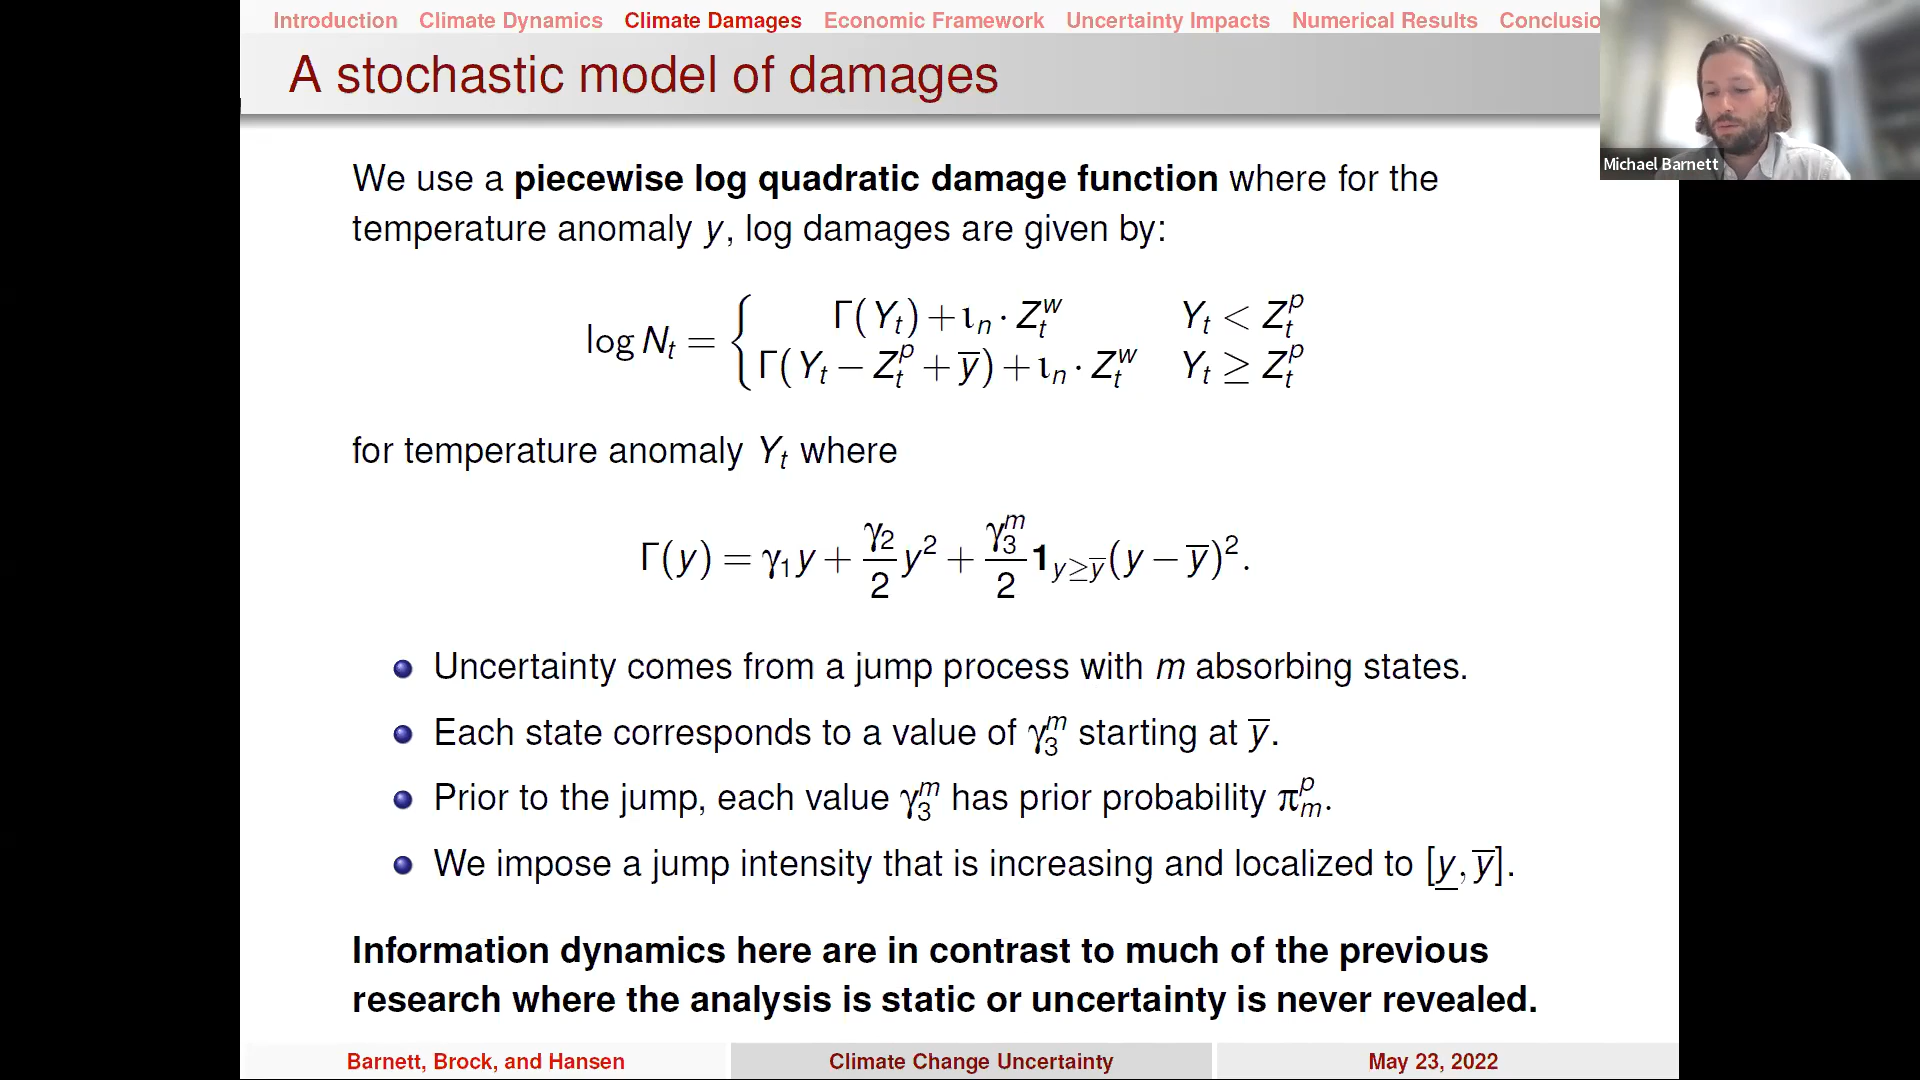 Introduction Climate Dynamics Climate Damages Economic Framework Uncertainty Impacts Numerical Results Conclusio
A stochastic model of damages
Michael Barnett
We use a piecewise log quadratic damage function where for the
temperature anomaly y, log damages are given by:
log N_t = { Γ(Y_t) + ι_n · Z_t^w   Y_t < Z_t^p
Γ(Y_t − Z_t^p + y̅) + ι_n · Z_t^w   Y_t ≥ Z_t^p
for temperature anomaly Y_t where
Γ(y) = γ_1 y + γ_2/2 y² + γ_3^m/2 𝟏_{y≥y̅}(y − y̅)².
Uncertainty comes from a jump process with m absorbing states.
Each state corresponds to a value of γ_3^m starting at y̅.
Prior to the jump, each value γ_3^m has prior probability π_m^p.
We impose a jump intensity that is increasing and localized to [y̲, y̅].
Information dynamics here are in contrast to much of the previous
research where the analysis is static or uncertainty is never revealed.
Barnett, Brock, and Hansen Climate Change Uncertainty May 23, 2022